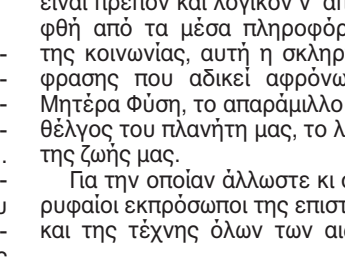 είναι πρέπον και λογικόν ν' απ
φθή από τα μέσα πληροφόρ
της κοινωνίας, αυτή η σκληρ
φρασης που αδικεί αφρόνω
Μητέρα Φύση, το απαράμιλλο
θέλγος του πλανήτη μας, το λ
της ζωής μας.
Για την οποίαν άλλωστε κι ο
ρυφαίοι εκπρόσωποι της επιστ
και της τέχνης όλων των αιώ